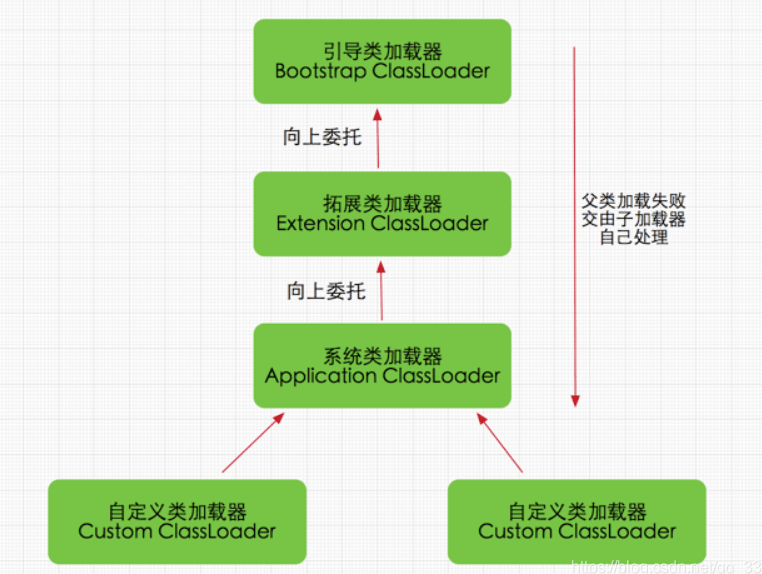 引导类加载器
Bootstrap ClassLoader
向上委托
拓展类加载器
Extension ClassLoader
父类加载失败
交由子加载器
自己处理
向上委托
系统类加载器
Application ClassLoader
自定义类加载器
Custom ClassLoader
自定义类加载器
Custom ClassLoader
https://blog.csdn.net/qq_33